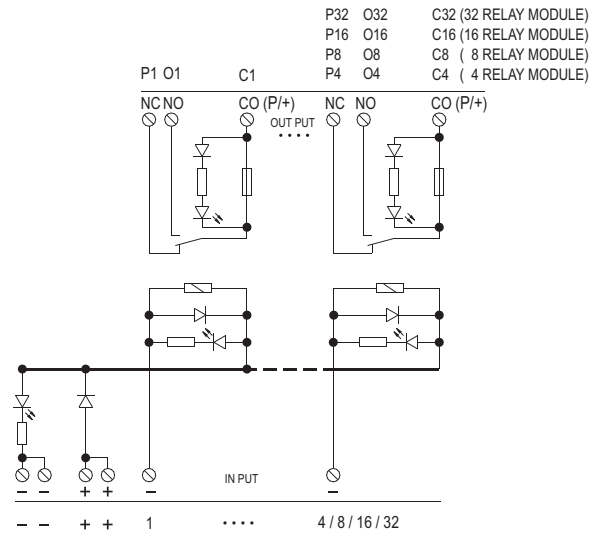 P32 O32 C32 (32 RELAY MODULE)
P16 O16 C16 (16 RELAY MODULE)
P8 O8 C8 ( 8 RELAY MODULE)
P1 O1 C1 P4 O4 C4 ( 4 RELAY MODULE)
NC NO CO (P/+) NC NO CO (P/+)
OUT PUT
• • • •
IN PUT
– – + + – –
– – + + 1 • • • • 4 / 8 / 16 / 32